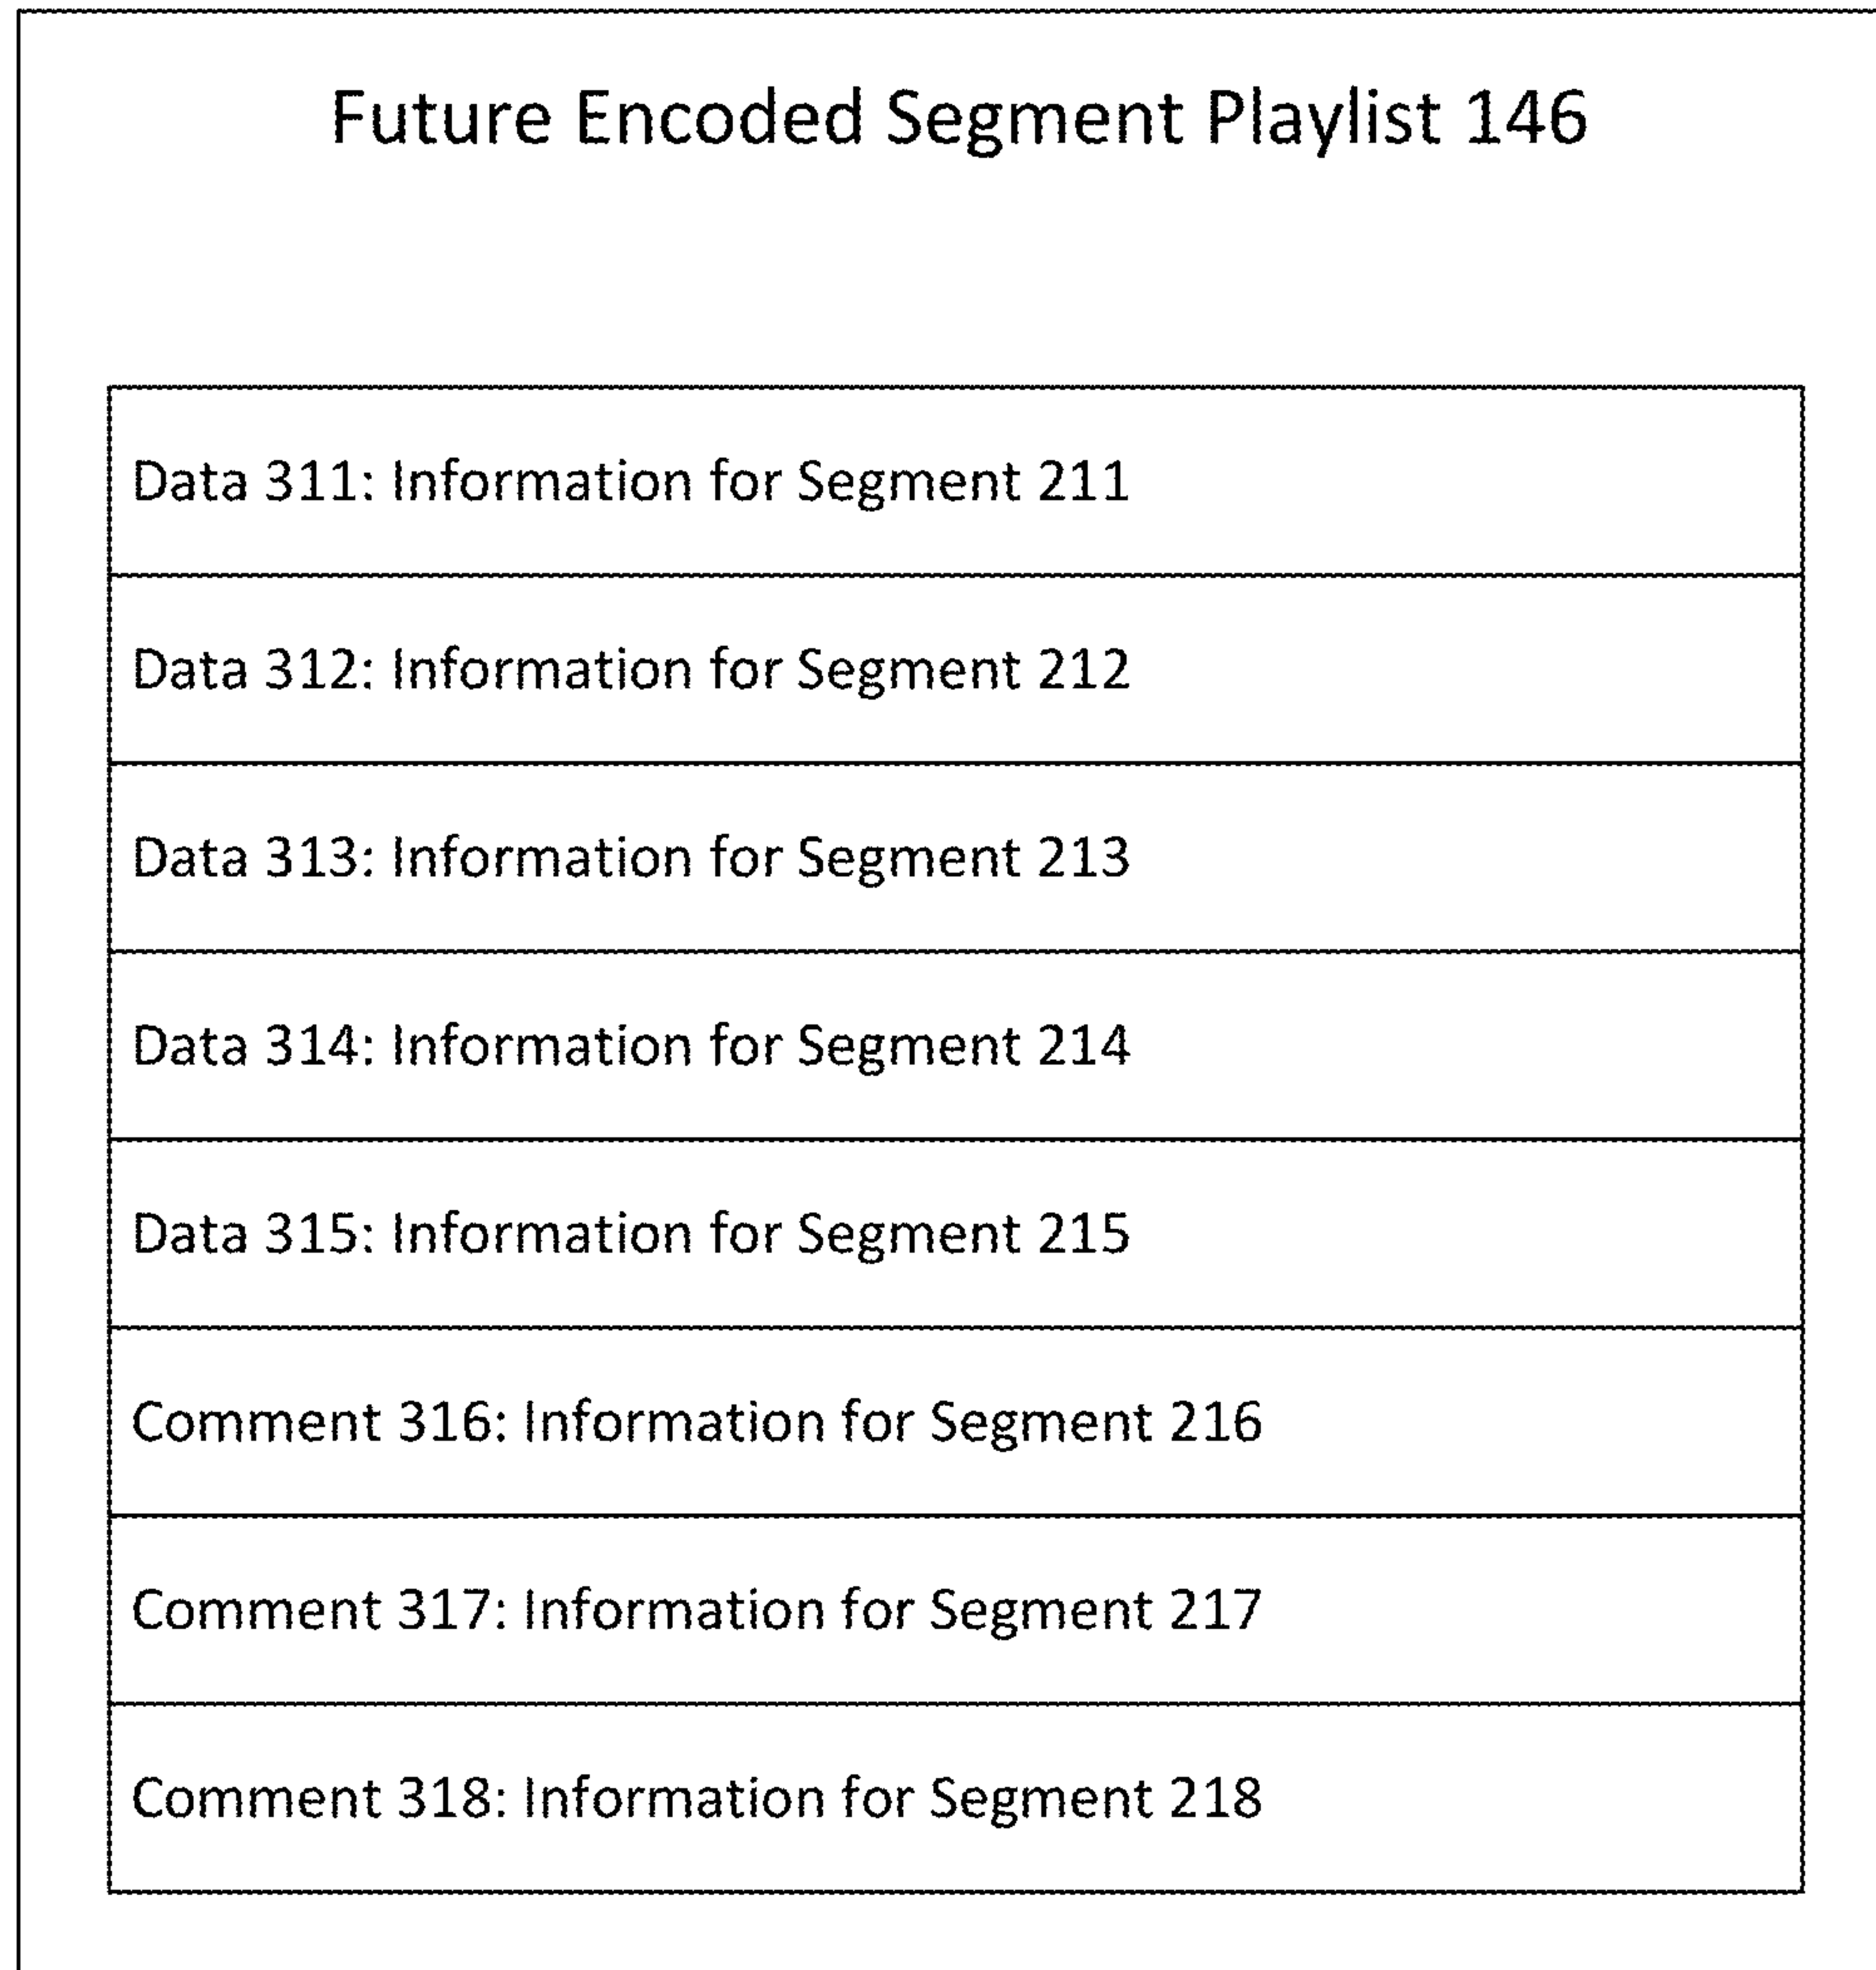 Future Encoded Segment Playlist 146
Data 311: Information for Segment 211
Data 312: Information for Segment 212
Data 313: Information for Segment 213
Data 314: Information for Segment 214
Data 315: Information for Segment 215
Comment 316: Information for Segment 216
Comment 317: Information for Segment 217
Comment 318: Information for Segment 218